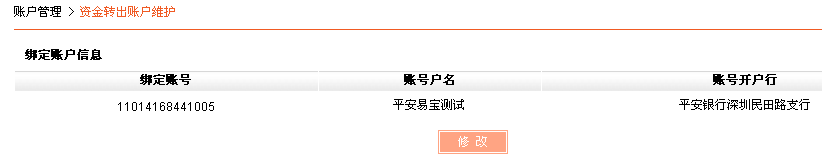 账户管理 > 资金转出账户维护
绑定账户信息
绑定账号 账号户名 账号开户行
11014168441005 平安易宝测试 平安银行深圳民田路支行
修 改